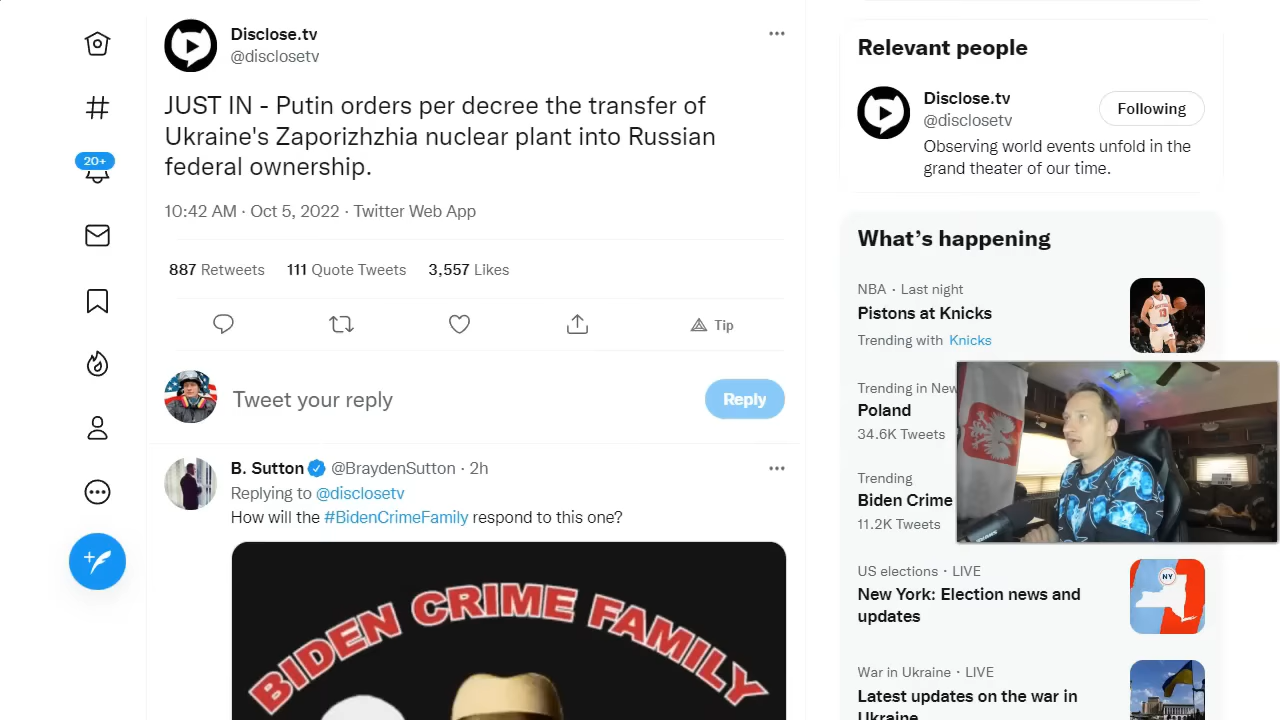 Disclose.tv
@disclosetv
JUST IN - Putin orders per decree the transfer of
Ukraine's Zaporizhzhia nuclear plant into Russian
federal ownership.
10:42 AM · Oct 5, 2022 · Twitter Web App
887 Retweets 111 Quote Tweets 3,557 Likes
Tip
Tweet your reply
Reply
B. Sutton @BraydenSutton · 2h
Replying to @disclosetv
How will the #BidenCrimeFamily respond to this one?
BIDEN CRIME FAMILY
20+
Relevant people
Disclose.tv
@disclosetv
Following
Observing world events unfold in the
grand theater of our time.
What's happening
NBA · Last night
Pistons at Knicks
Trending with Knicks
Trending in New
Poland
34.6K Tweets
Trending
Biden Crime
11.2K Tweets
US elections · LIVE
New York: Election news and
updates
NY
War in Ukraine · LIVE
Latest updates on the war in
Ukraine